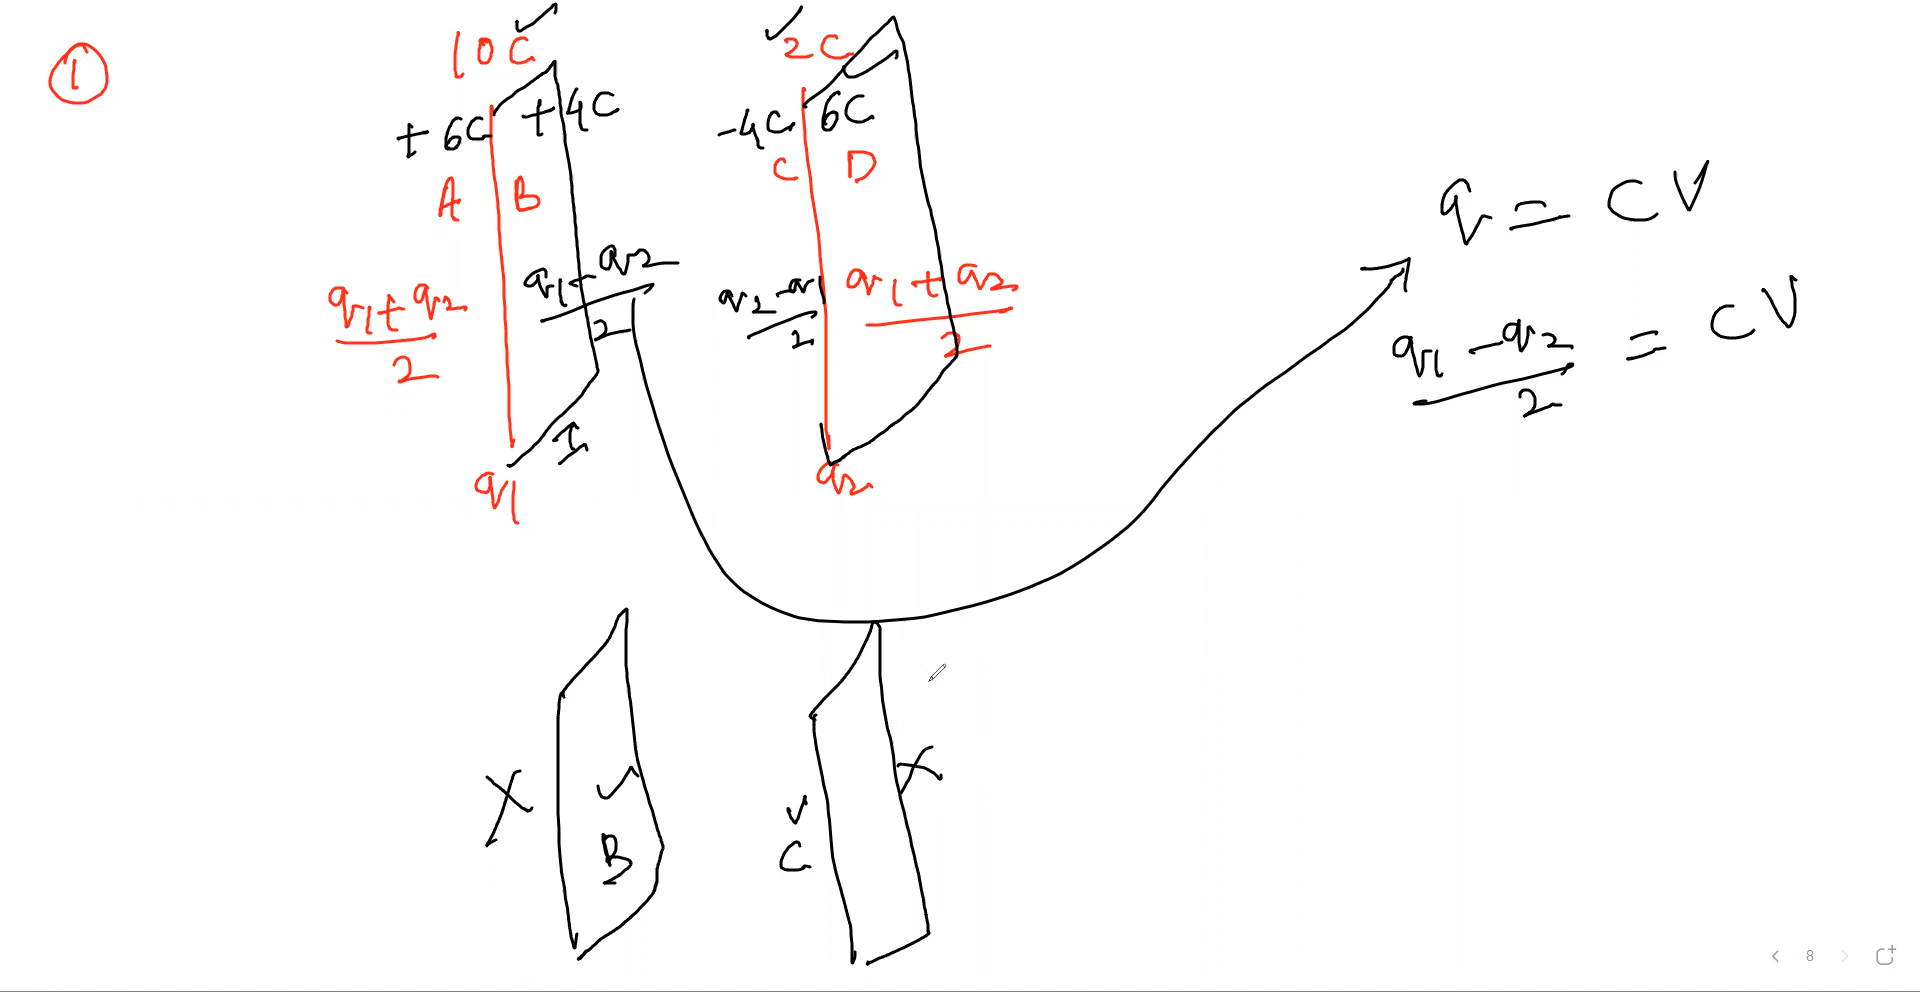 1
10C
2C
+6C
+4C
-4C
6C
A
B
C
D
q1+q2
2
q1-q2
2
q2-q1
2
q1+q2
2
q1
q2
q = CV
q1-q2
2
= CV
B
C
8